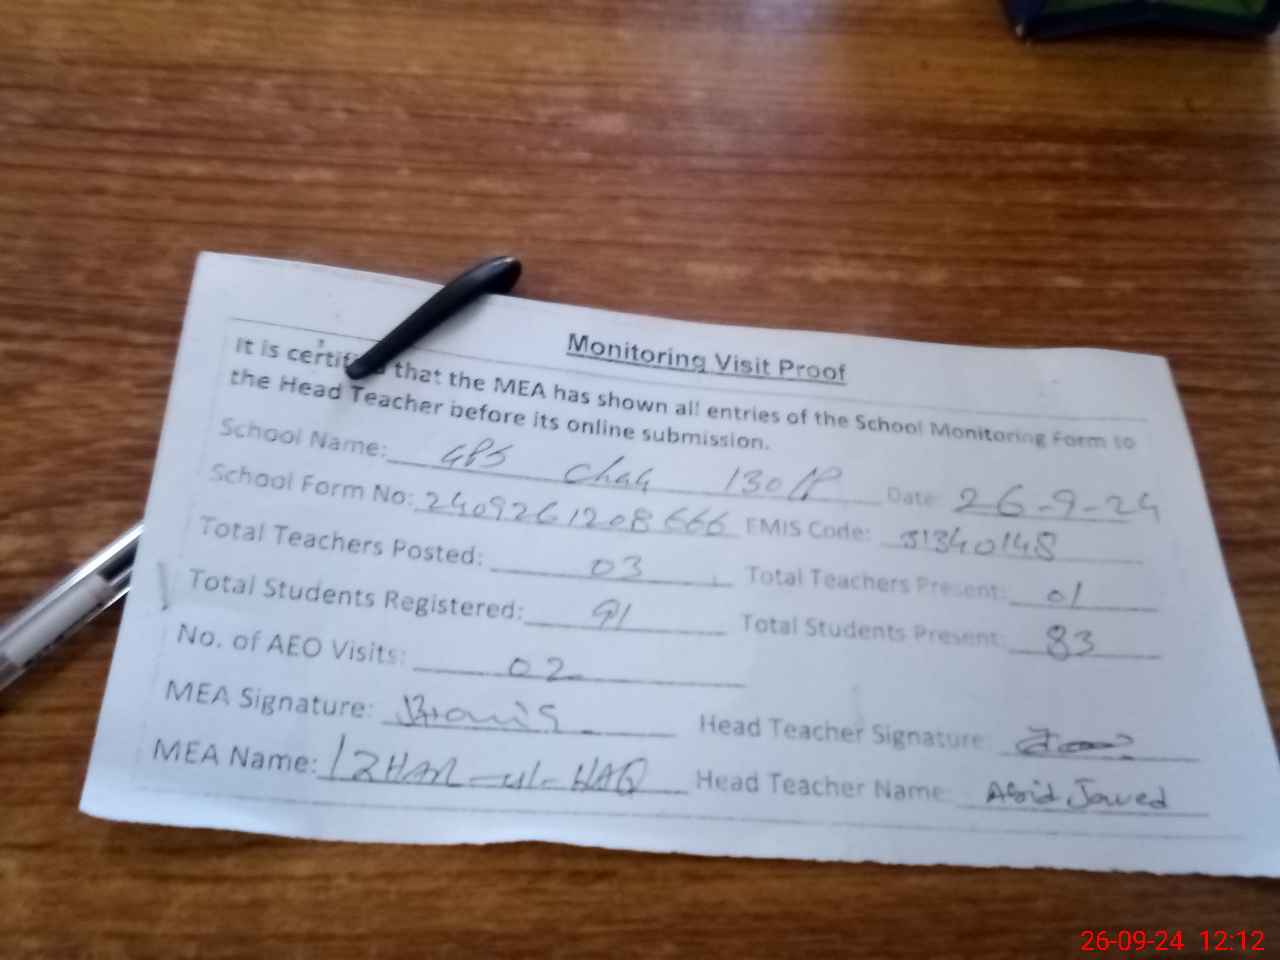 Monitoring Visit Proof
It is certif that the MEA has shown all entries of the School Monitoring Form to
the Head Teacher before its online submission.
School Name: GPS Chak 130 P Date 26-9-24
School Form No: 2409261208666 EMIS Code: 31340148
Total Teachers Posted: 03 Total Teachers Present: 01
Total Students Registered: 91 Total Students Present: 83
No. of AEO Visits: 02
MEA Signature: Head Teacher Signature:
MEA Name: IZHAR-ul-HAQ Head Teacher Name Abid Javed
26-09-24 12:12